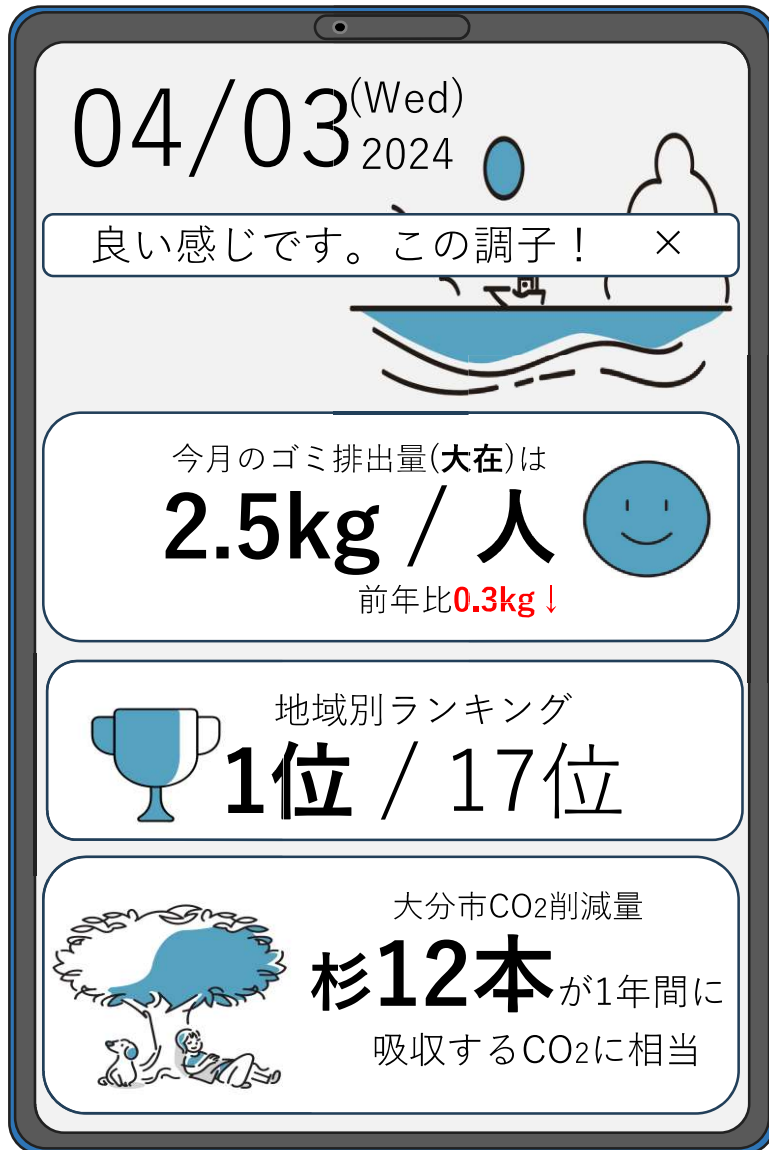 04/03 (Wed)
2024
良い感じです。この調子！ ×
今月のゴミ排出量(大在)は
2.5kg / 人
前年比0.3kg↓
地域別ランキング
1位 / 17位
大分市CO2削減量
杉12本が1年間に
吸収するCO2に相当